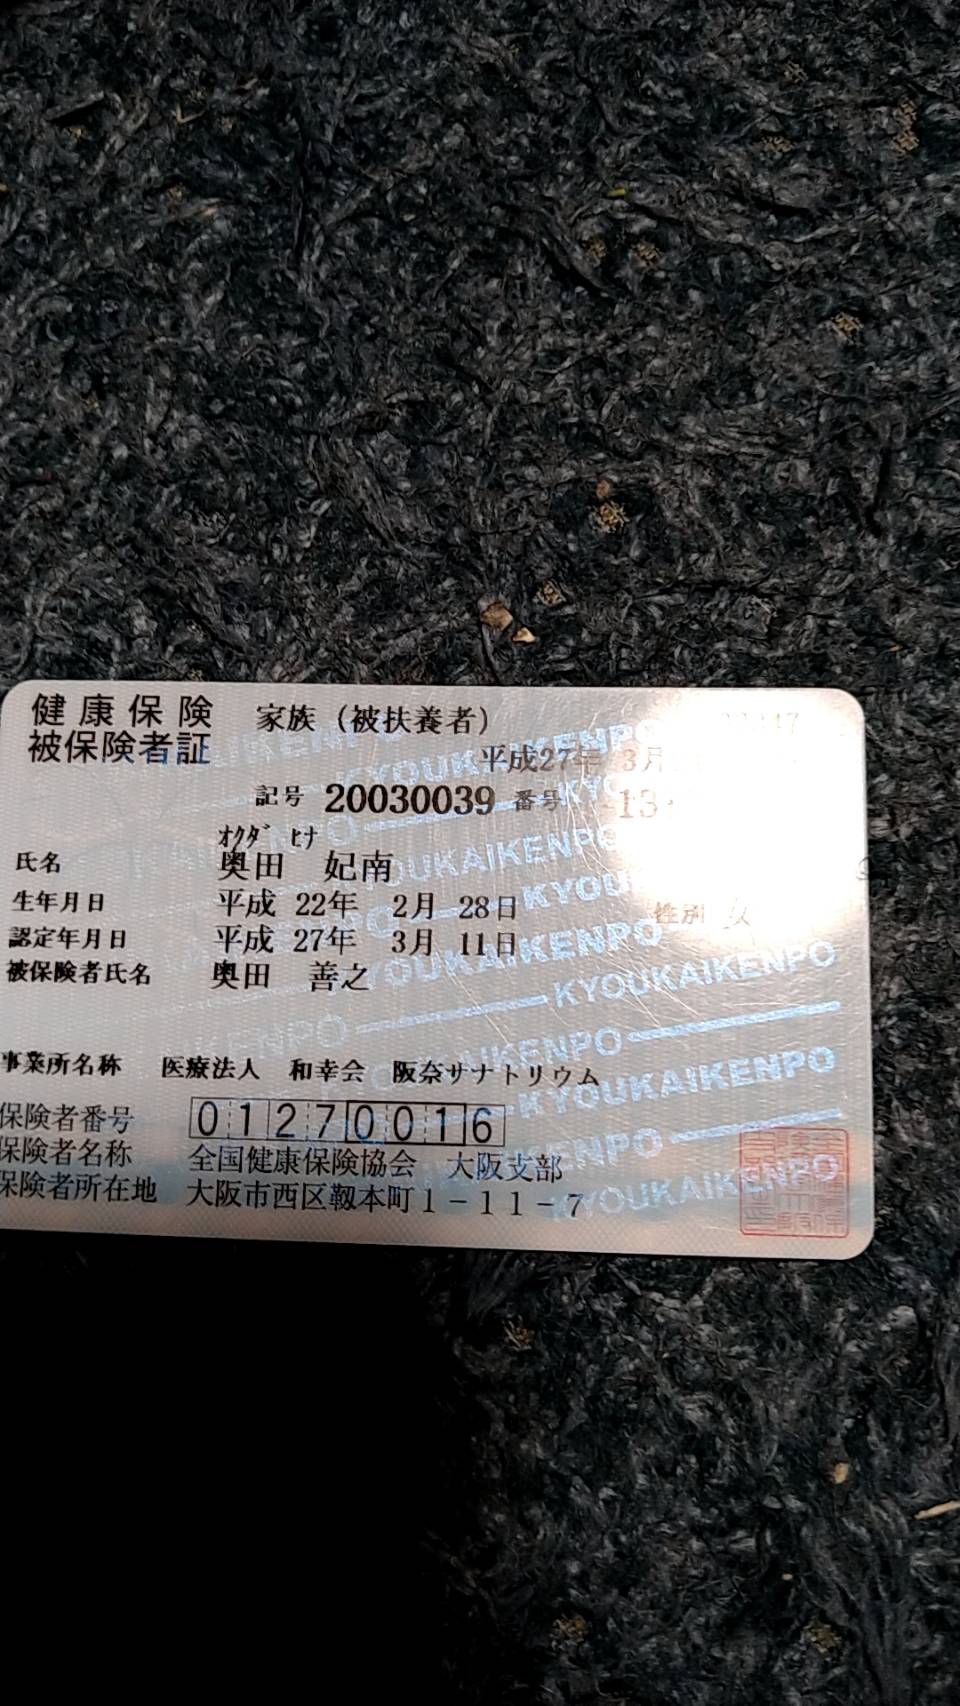 健康保険 家族（被扶養者）
被保険者証
平成27年 3月
記号 20030039 番号 13
ｵｸﾀﾞ ﾋﾅ
氏名 奥田 妃南
生年月日 平成 22年 2月 28日 性別 女
認定年月日 平成 27年 3月 11日
被保険者氏名 奥田 善之
事業所名称 医療法人 和幸会 阪奈サナトリウム
保険者番号 01270016
保険者名称 全国健康保険協会 大阪支部
保険者所在地 大阪市西区靱本町1-11-7
KYOUKAIKENPO